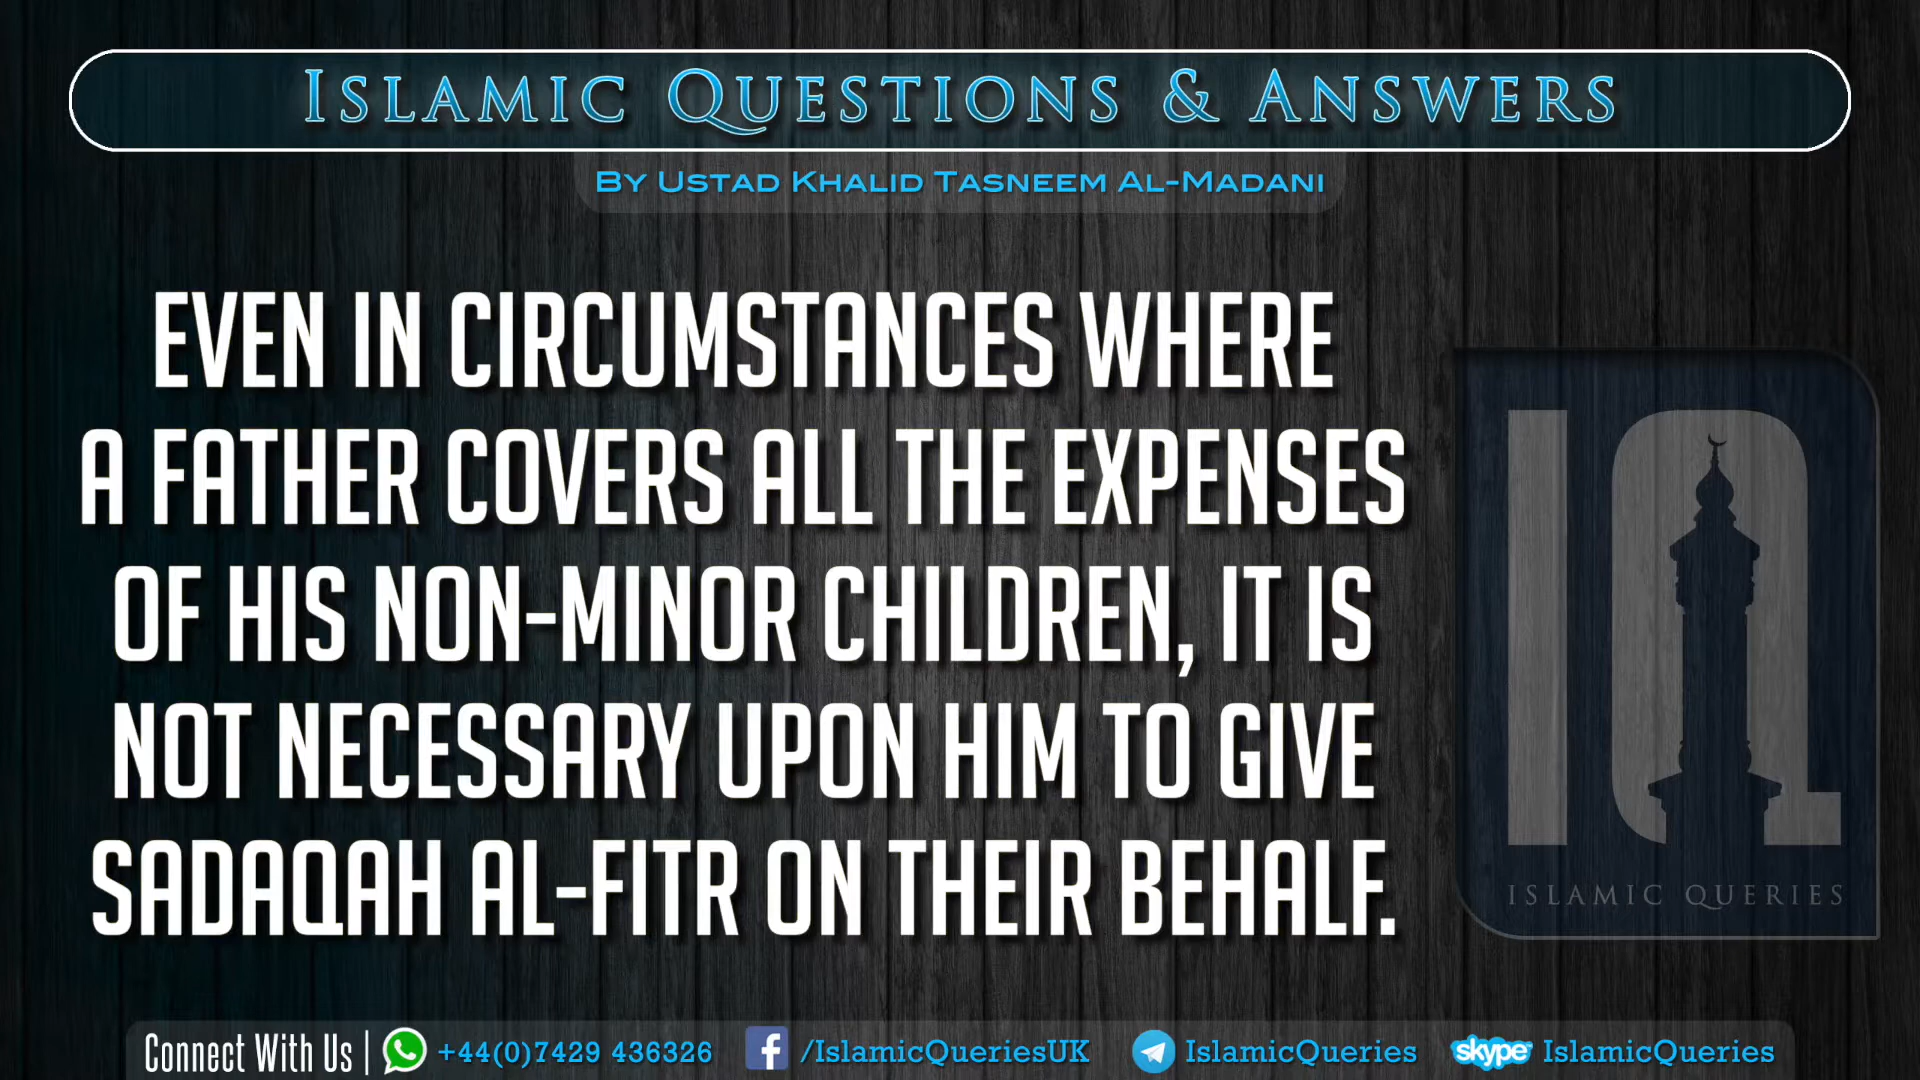 ISLAMIC QUESTIONS & ANSWERS
BY USTAD KHALID TASNEEM AL-MADANI
EVEN IN CIRCUMSTANCES WHERE
A FATHER COVERS ALL THE EXPENSES
OF HIS NON-MINOR CHILDREN, IT IS
NOT NECESSARY UPON HIM TO GIVE
SADAQAH AL-FITR ON THEIR BEHALF.
IQ
ISLAMIC QUERIES
Connect With Us | +44(0)7429 436326 f /IslamicQueriesUK IslamicQueries skype IslamicQueries